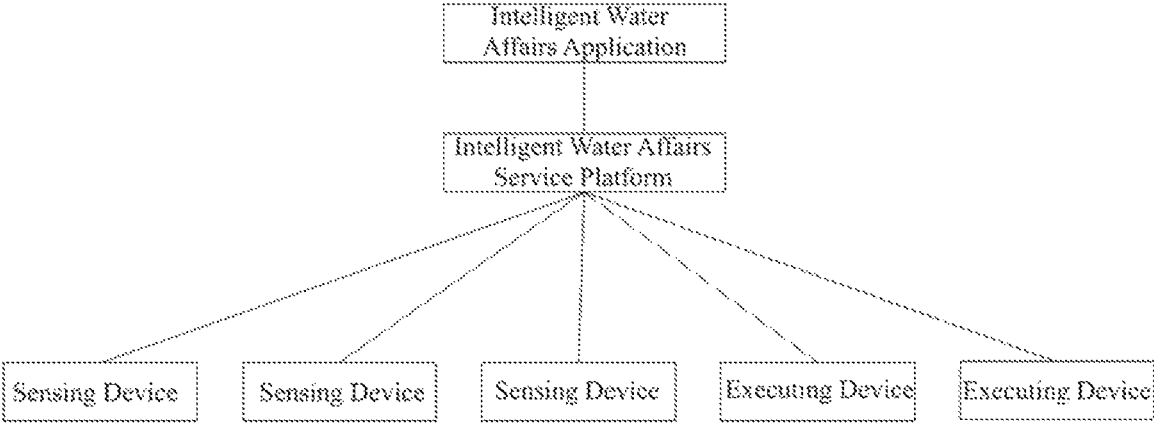 Intelligent Water
Affairs Application
Intelligent Water Affairs
Service Platform
Sensing Device
Sensing Device
Sensing Device
Executing Device
Executing Device